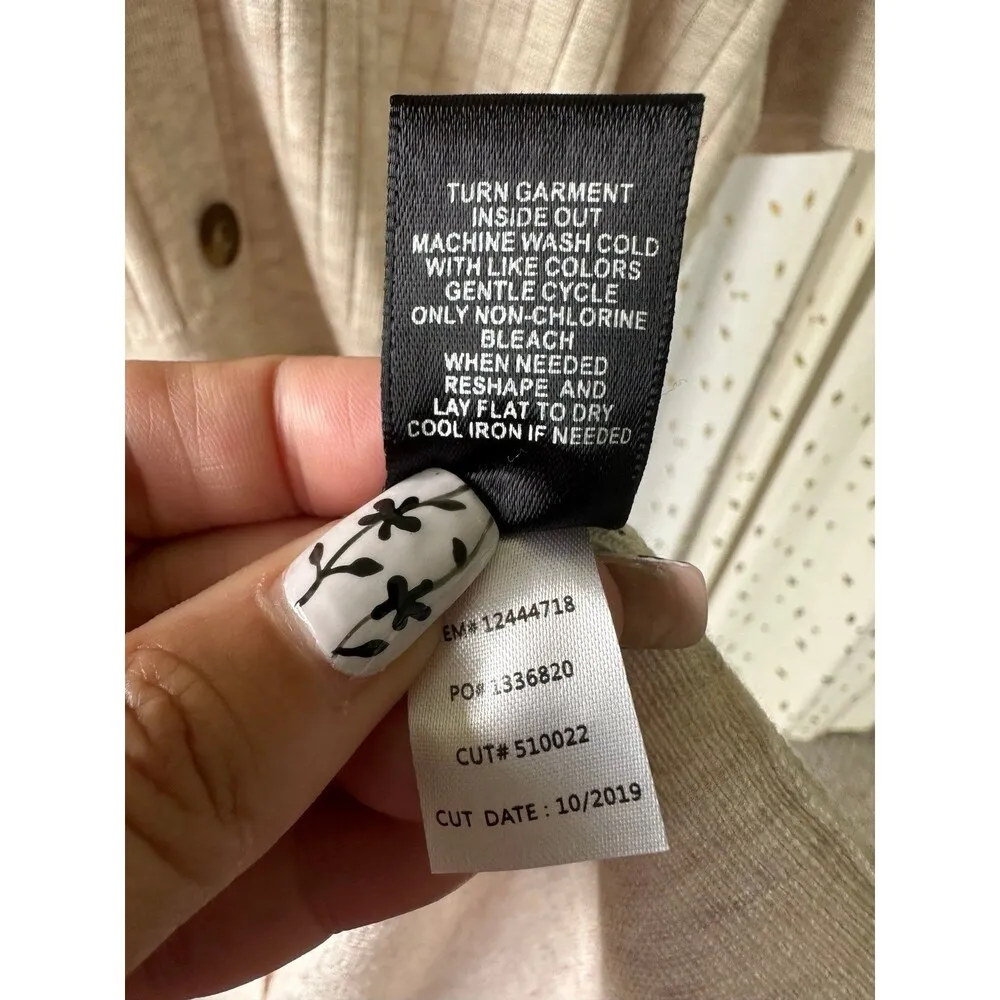 TURN GARMENT
INSIDE OUT
MACHINE WASH COLD
WITH LIKE COLORS
GENTLE CYCLE
ONLY NON-CHLORINE
BLEACH
WHEN NEEDED
RESHAPE AND
LAY FLAT TO DRY
COOL IRON IF NEEDED
EM# 12444718
PO# 1336820
CUT# 510022
CUT DATE : 10/2019